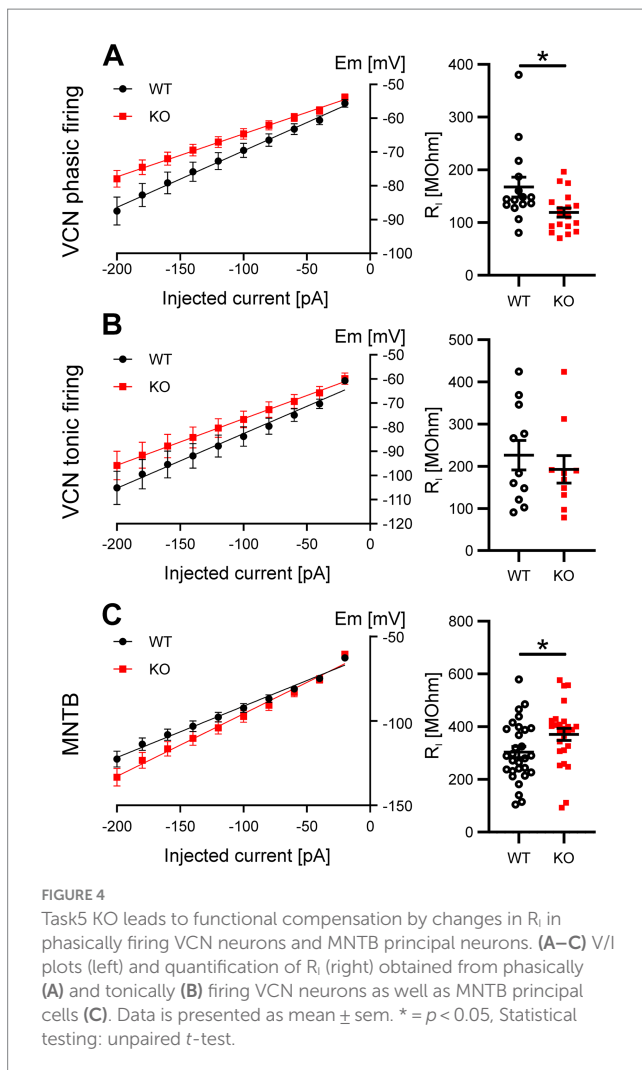 A
VCN phasic firing
WT
KO
Em [mV]
-50
-60
-70
-80
-90
-100
-200 -150 -100 -50 0
Injected current [pA]
*
Rᵢ [MOhm]
400
300
200
100
0
WT KO
B
VCN tonic firing
WT
KO
Em [mV]
-50
-60
-70
-80
-90
-100
-110
-120
-200 -150 -100 -50 0
Injected current [pA]
Rᵢ [MOhm]
500
400
300
200
100
0
WT KO
C
MNTB
WT
KO
Em [mV]
-50
-100
-150
-200 -150 -100 -50 0
Injected current [pA]
*
Rᵢ [MOhm]
800
600
400
200
0
WT KO
FIGURE 4
Task5 KO leads to functional compensation by changes in Rᵢ in
phasically firing VCN neurons and MNTB principal neurons. (A–C) V/I
plots (left) and quantification of Rᵢ (right) obtained from phasically
(A) and tonically (B) firing VCN neurons as well as MNTB principal
cells (C). Data is presented as mean ± sem. * = p < 0.05, Statistical
testing: unpaired t-test.